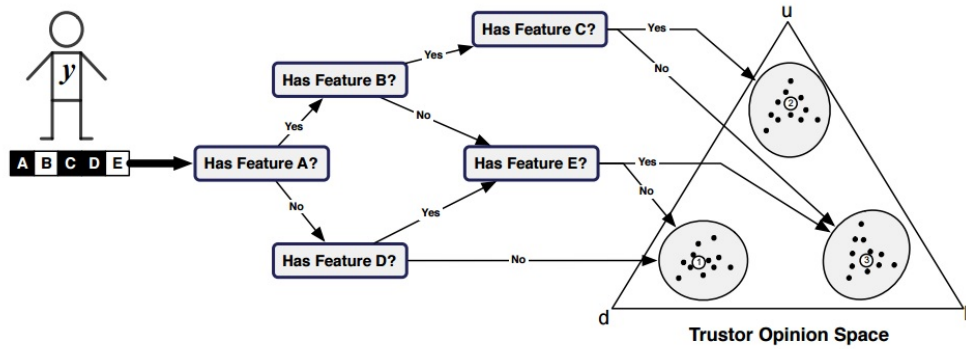 y
A B C D E
Has Feature A?
Yes
No
Has Feature B?
Yes
No
Has Feature D?
Yes
No
Has Feature C?
Yes
No
Has Feature E?
Yes
No
u
2
1
3
d
Trustor Opinion Space